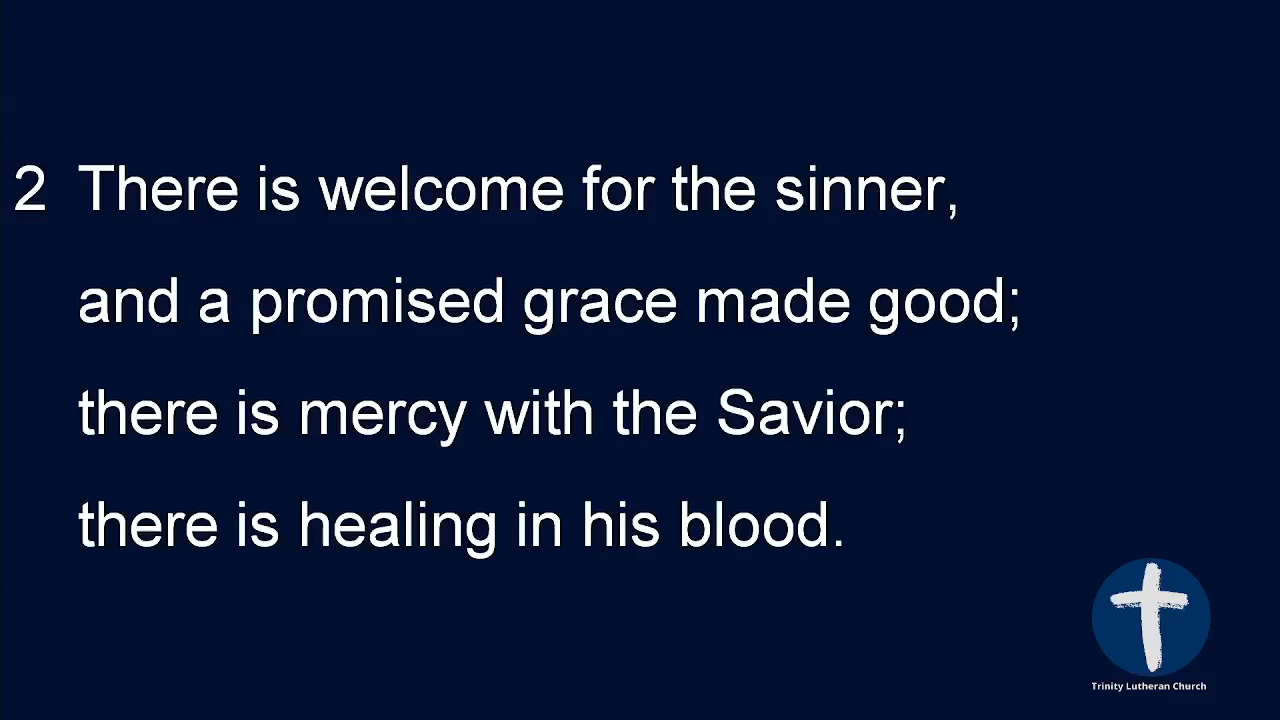 2 There is welcome for the sinner,
and a promised grace made good;
there is mercy with the Savior;
there is healing in his blood.
Trinity Lutheran Church